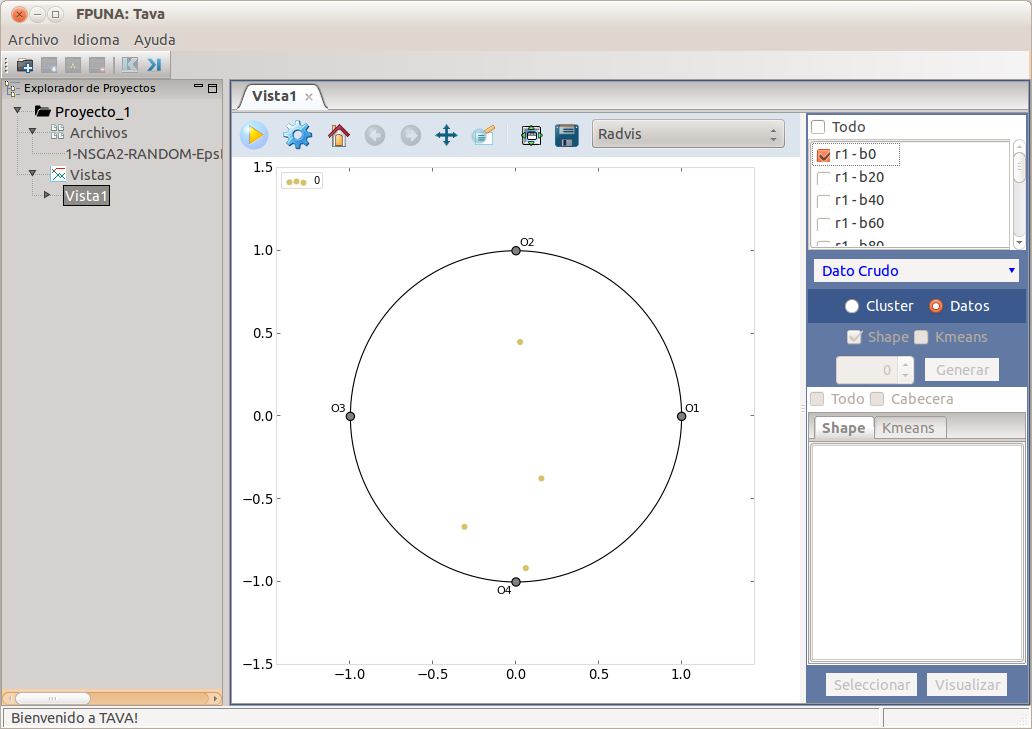 FPUNA: Tava
Archivo Idioma Ayuda
Explorador de Proyectos
Proyecto_1
Archivos
1-NSGA2-RANDOM-Eps
Vistas
Vista1
Vista1
Radvis
1.5
1.0
0.5
0.0
−0.5
−1.0
−1.5
−1.0 −0.5 0.0 0.5 1.0
0
O2
O3
O1
O4
Todo
r1 - b0
r1 - b20
r1 - b40
r1 - b60
r1 - b80
Dato Crudo
Cluster Datos
Shape Kmeans
0 Generar
Todo Cabecera
Shape Kmeans
Seleccionar Visualizar
Bienvenido a TAVA!